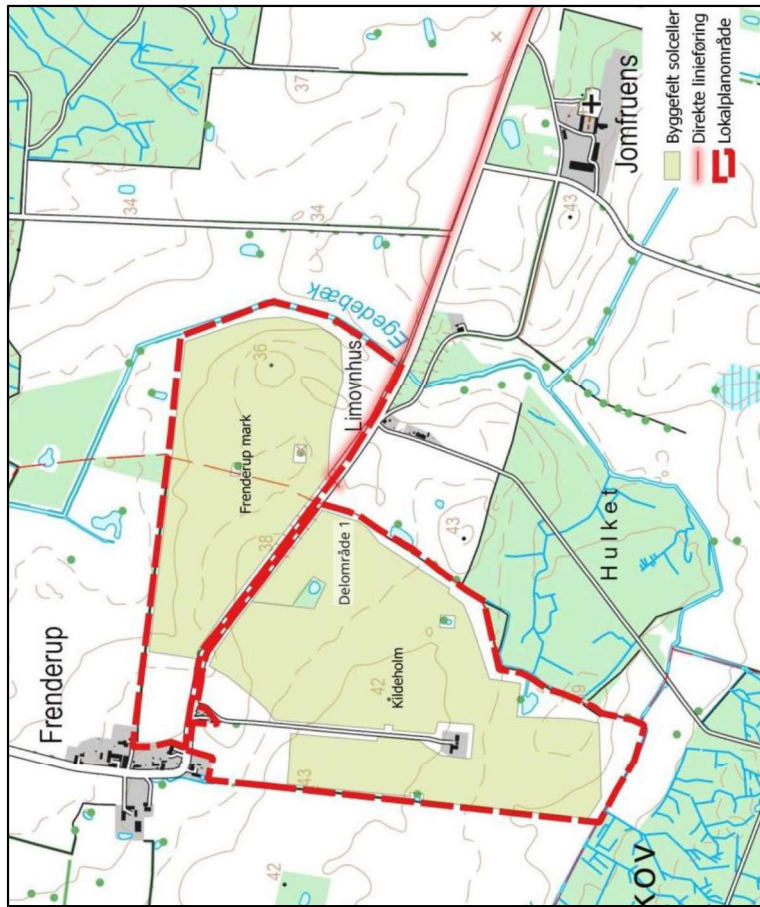 37
34
34
Egedebæk
36
Limovnhus
Frenderup mark
38
Frenderup
Delområde 1
42
Kildeholm
43
42
43
Hulket
9
kov
43
Jomfruens
Byggefelt solceller
Direkte linieføring
Lokalplanområde